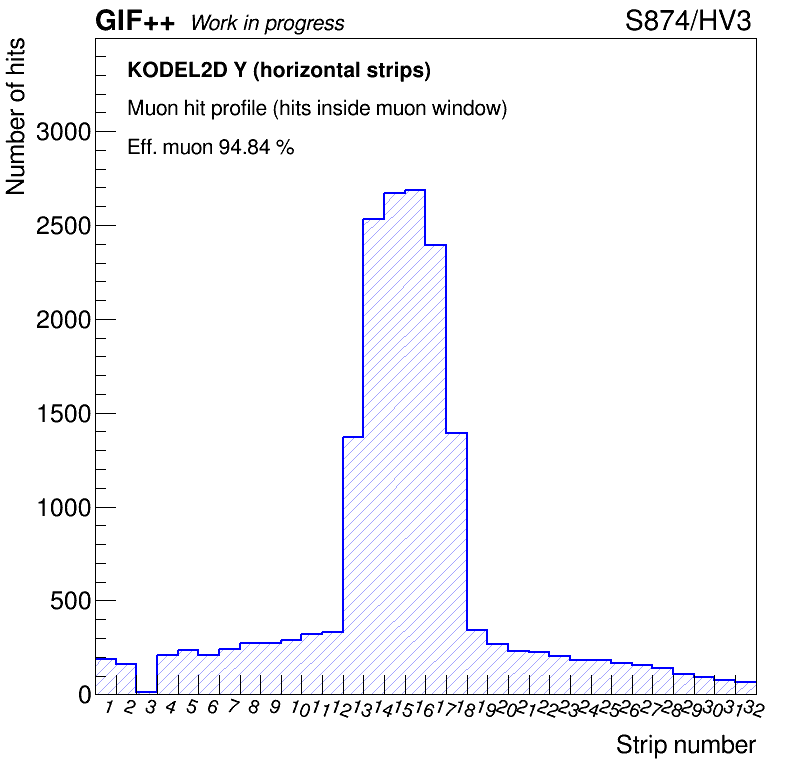 GIF++ Work in progress S874/HV3
Number of hits
KODEL2D Y (horizontal strips)
Muon hit profile (hits inside muon window)
Eff. muon 94.84 %
3000
2500
2000
1500
1000
500
0
1 2 3 4 5 6 7 8 9 10 11 12 13 14 15 16 17 18 19 20 21 22 23 24 25 26 27 28 29 30 31 32
Strip number